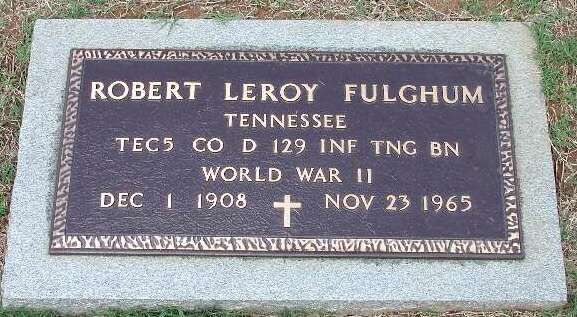 ROBERT LEROY FULGHUM
TENNESSEE
TEC5 CO D 129 INF TNG BN
WORLD WAR II
DEC 1 1908 NOV 23 1965